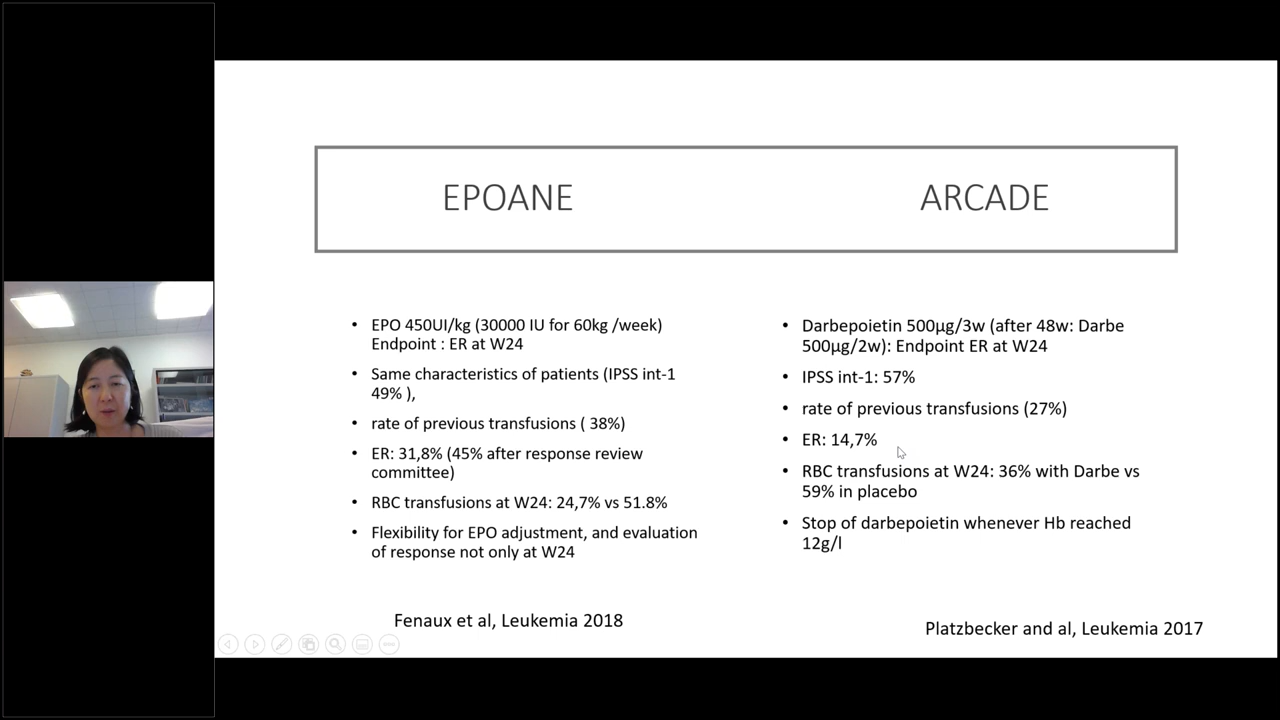 EPOANE
ARCADE
• EPO 450UI/kg (30000 IU for 60kg /week)
Endpoint : ER at W24
• Same characteristics of patients (IPSS int-1
49% ),
• rate of previous transfusions ( 38%)
• ER: 31,8% (45% after response review
committee)
• RBC transfusions at W24: 24,7% vs 51.8%
• Flexibility for EPO adjustment, and evaluation
of response not only at W24
Fenaux et al, Leukemia 2018
• Darbepoietin 500µg/3w (after 48w: Darbe
500µg/2w): Endpoint ER at W24
• IPSS int-1: 57%
• rate of previous transfusions (27%)
• ER: 14,7%
• RBC transfusions at W24: 36% with Darbe vs
59% in placebo
• Stop of darbepoietin whenever Hb reached
12g/l
Platzbecker and al, Leukemia 2017